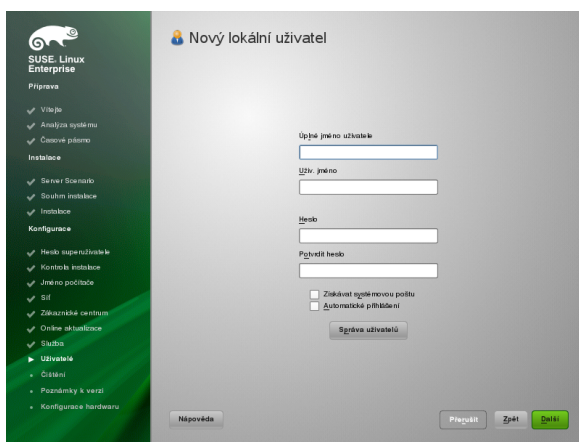 SUSE. Linux
Enterprise
Příprava
Vítejte
Analýza systému
Časové pásmo
Instalace
Server Scenario
Souhrn instalace
Instalace
Konfigurace
Heslo superuživatele
Kontrola instalace
Jméno počítače
Síť
Zákaznické centrum
Online aktualizace
Služba
Uživatelé
Čištění
Poznámky k verzi
Konfigurace hardwaru
Nový lokální uživatel
Úplné jméno uživatele
Uživ. jméno
Heslo
Potvrdit heslo
Získávat systémovou poštu
Automatické přihlášení
Správa uživatelů
Nápověda
Přerušit
Zpět
Další